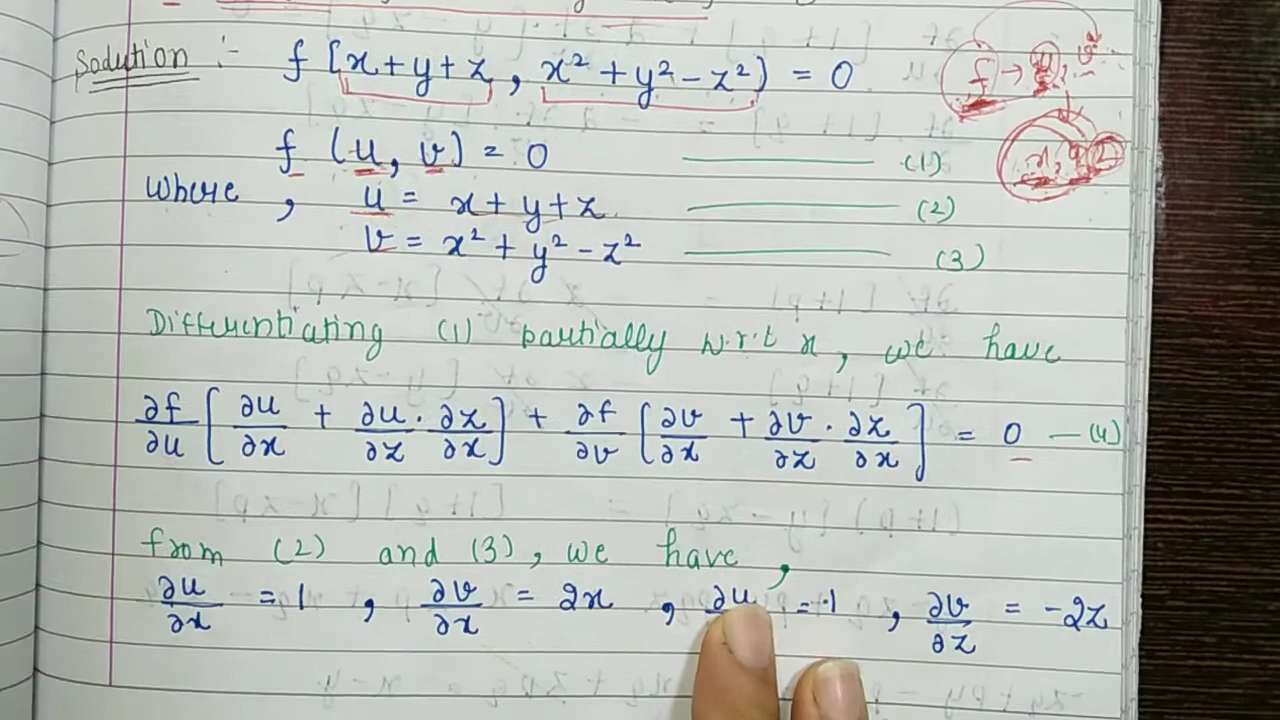 Solution :- f [x+y+z , x² + y² - z²) = 0
f (u, v) = 0 (1)
where , u = x + y + z (2)
v = x² + y² - z² (3)
Differentiating (1) partially w.r.t x, we have
∂f/∂u [∂u/∂x + ∂u/∂z · ∂z/∂x] + ∂f/∂v [∂v/∂x + ∂v/∂z · ∂z/∂x] = 0 — (4)
from (2) and (3), we have,
∂u/∂x = 1 , ∂v/∂x = 2x , ∂u = 1 , ∂v/∂z = -2z